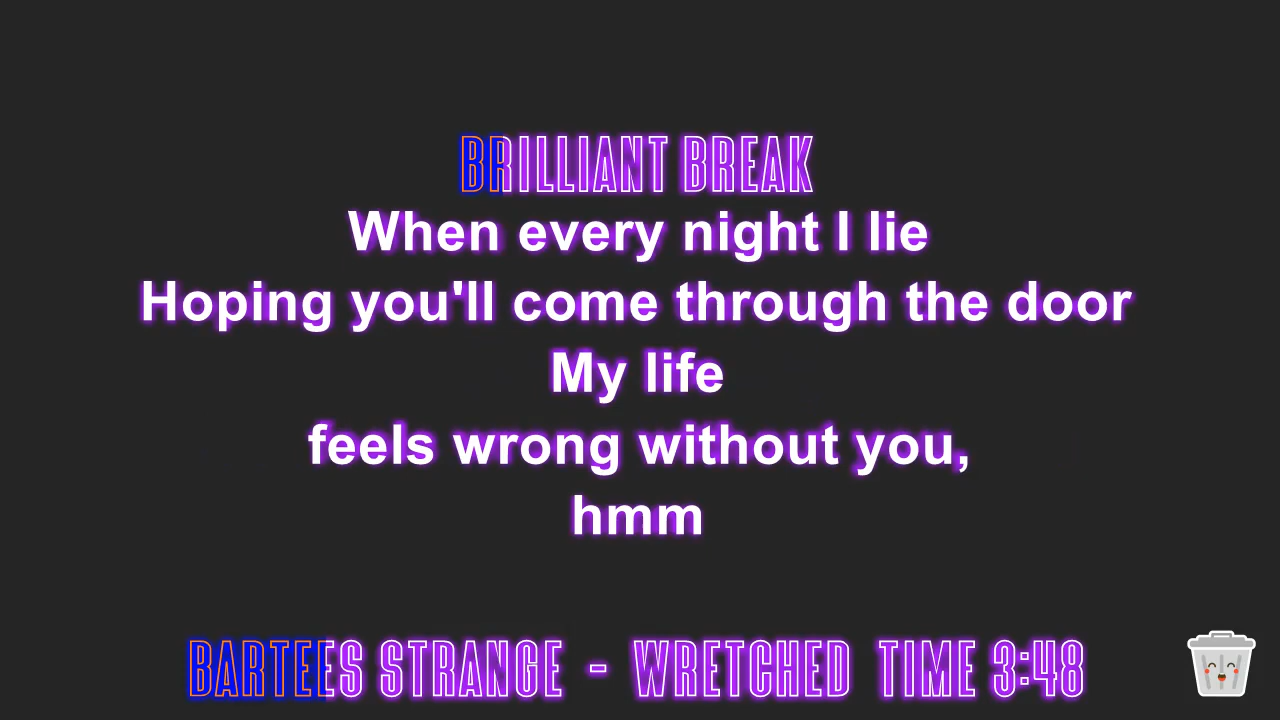 BRILLIANT BREAK
When every night I lie
Hoping you'll come through the door
My life
feels wrong without you,
hmm
BARTEES STRANGE - WRETCHED TIME 3:48